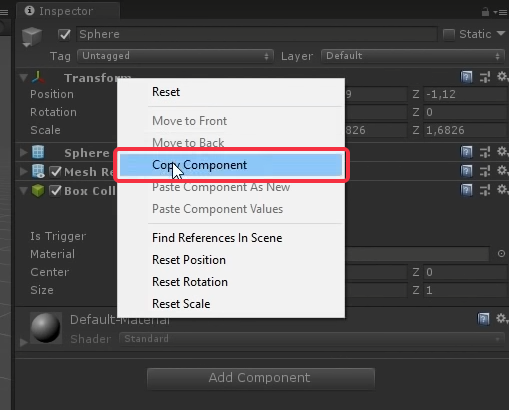 Inspector
Sphere
Static
Tag Untagged Layer Default
Transform
Position 9 Z -1,12
Rotation Z 0
Scale 6826 Z 1,6826
Reset
Move to Front
Move to Back
Copy Component
Paste Component As New
Paste Component Values
Find References In Scene
Reset Position
Reset Rotation
Reset Scale
Sphere
Mesh Re
Box Coll
Is Trigger
Material
Center Z 0
Size Z 1
Default-Material
Shader Standard
Add Component